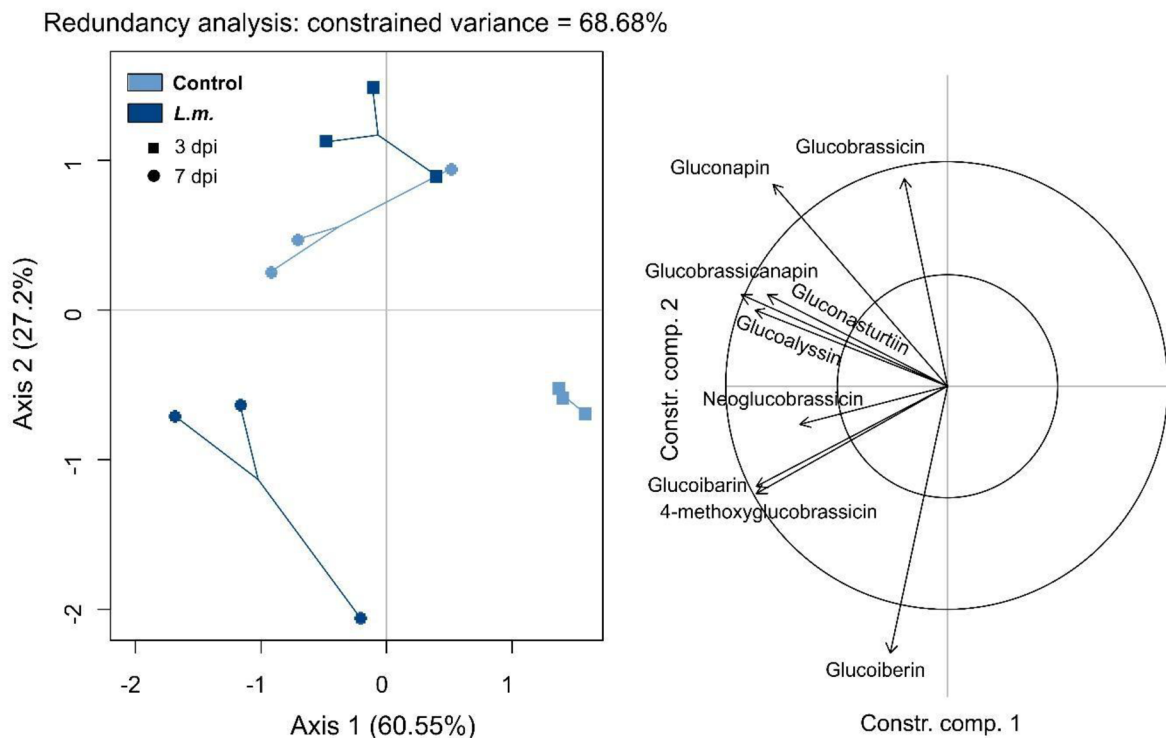 Redundancy analysis: constrained variance = 68.68%
Control
L.m.
3 dpi
7 dpi
1
0
-1
-2
Axis 2 (27.2%)
-2
-1
0
1
Axis 1 (60.55%)
Glucobrassicin
Gluconapin
Glucobrassicanapin
Gluconasturtiin
Glucoalyssin
Neoglucobrassicin
Glucoibarin
4-methoxyglucobrassicin
Glucoiberin
Constr. comp. 2
Constr. comp. 1